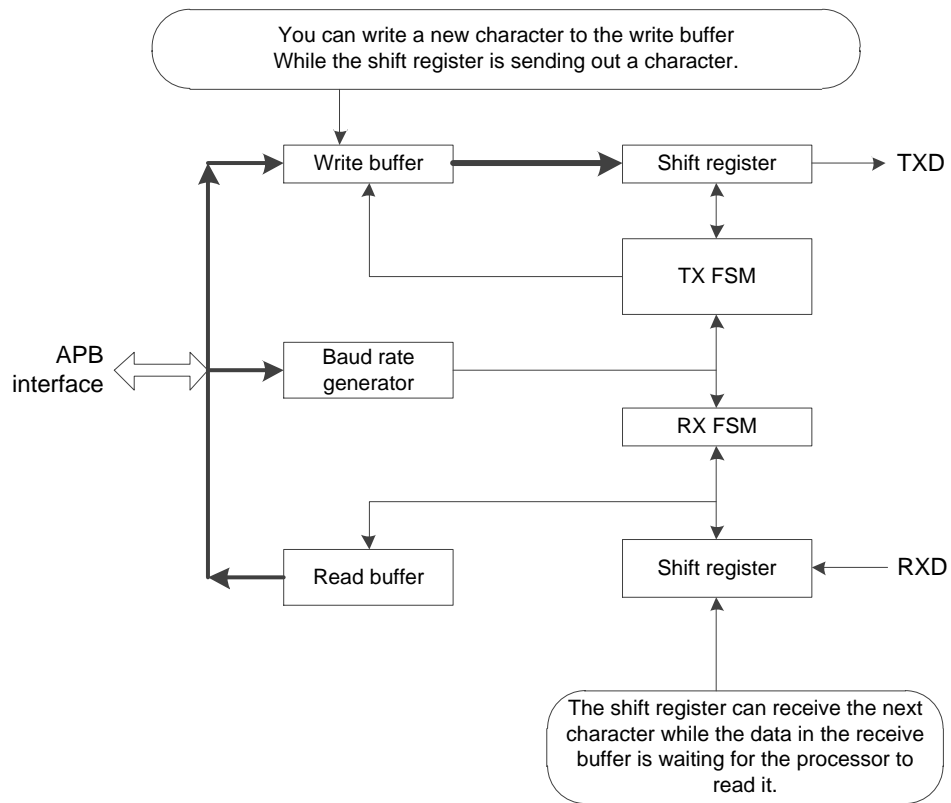 You can write a new character to the write buffer
While the shift register is sending out a character.
Write buffer
Shift register
TXD
TX FSM
APB
interface
Baud rate
generator
RX FSM
Read buffer
Shift register
RXD
The shift register can receive the next
character while the data in the receive
buffer is waiting for the processor to
read it.